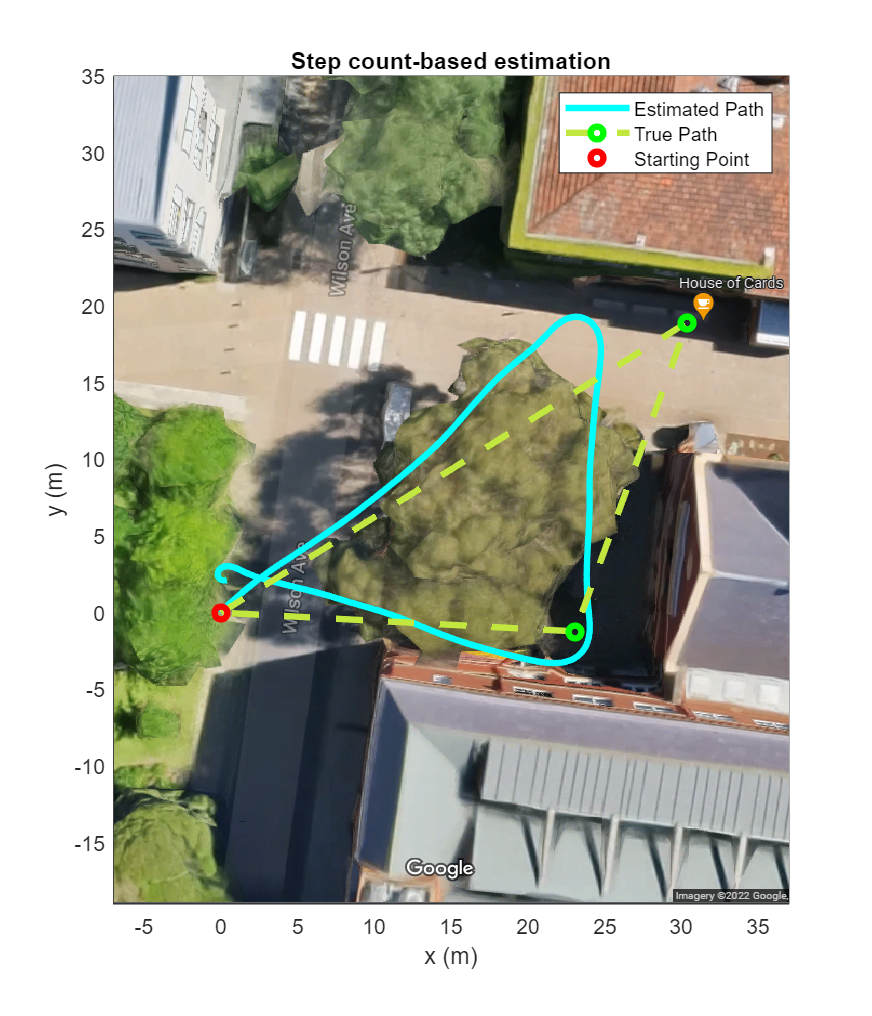 Step count-based estimation
35
30
25
20
15
10
5
0
-5
-10
-15
y (m)
Estimated Path
True Path
Starting Point
Wilson Ave
House of Cards
Wilson Ave
Google
Imagery ©2022 Google,
-5
0
5
10
15
20
25
30
35
x (m)